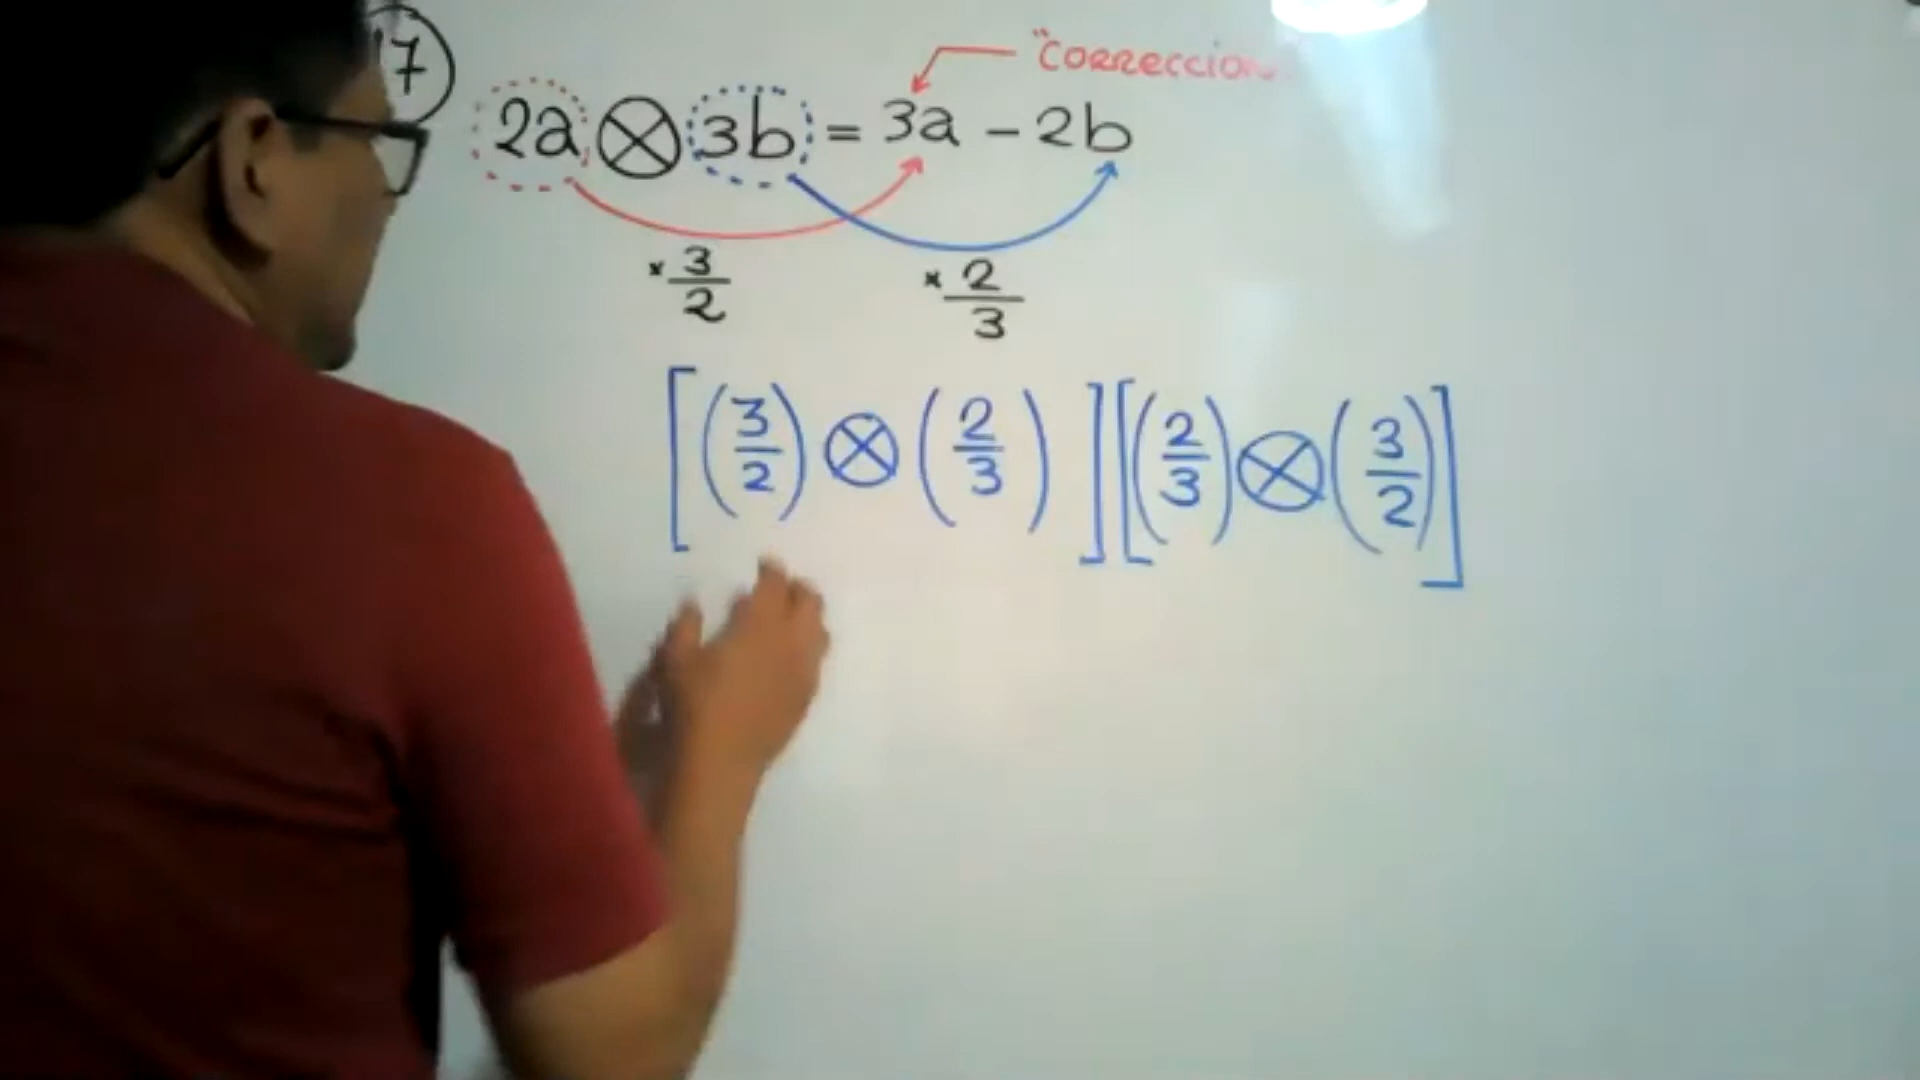 17
"Correccion
2a ⊗ 3b = 3a - 2b
× 3/2   × 2/3
[(3/2) ⊗ (2/3)] [(2/3) ⊗ (3/2)]